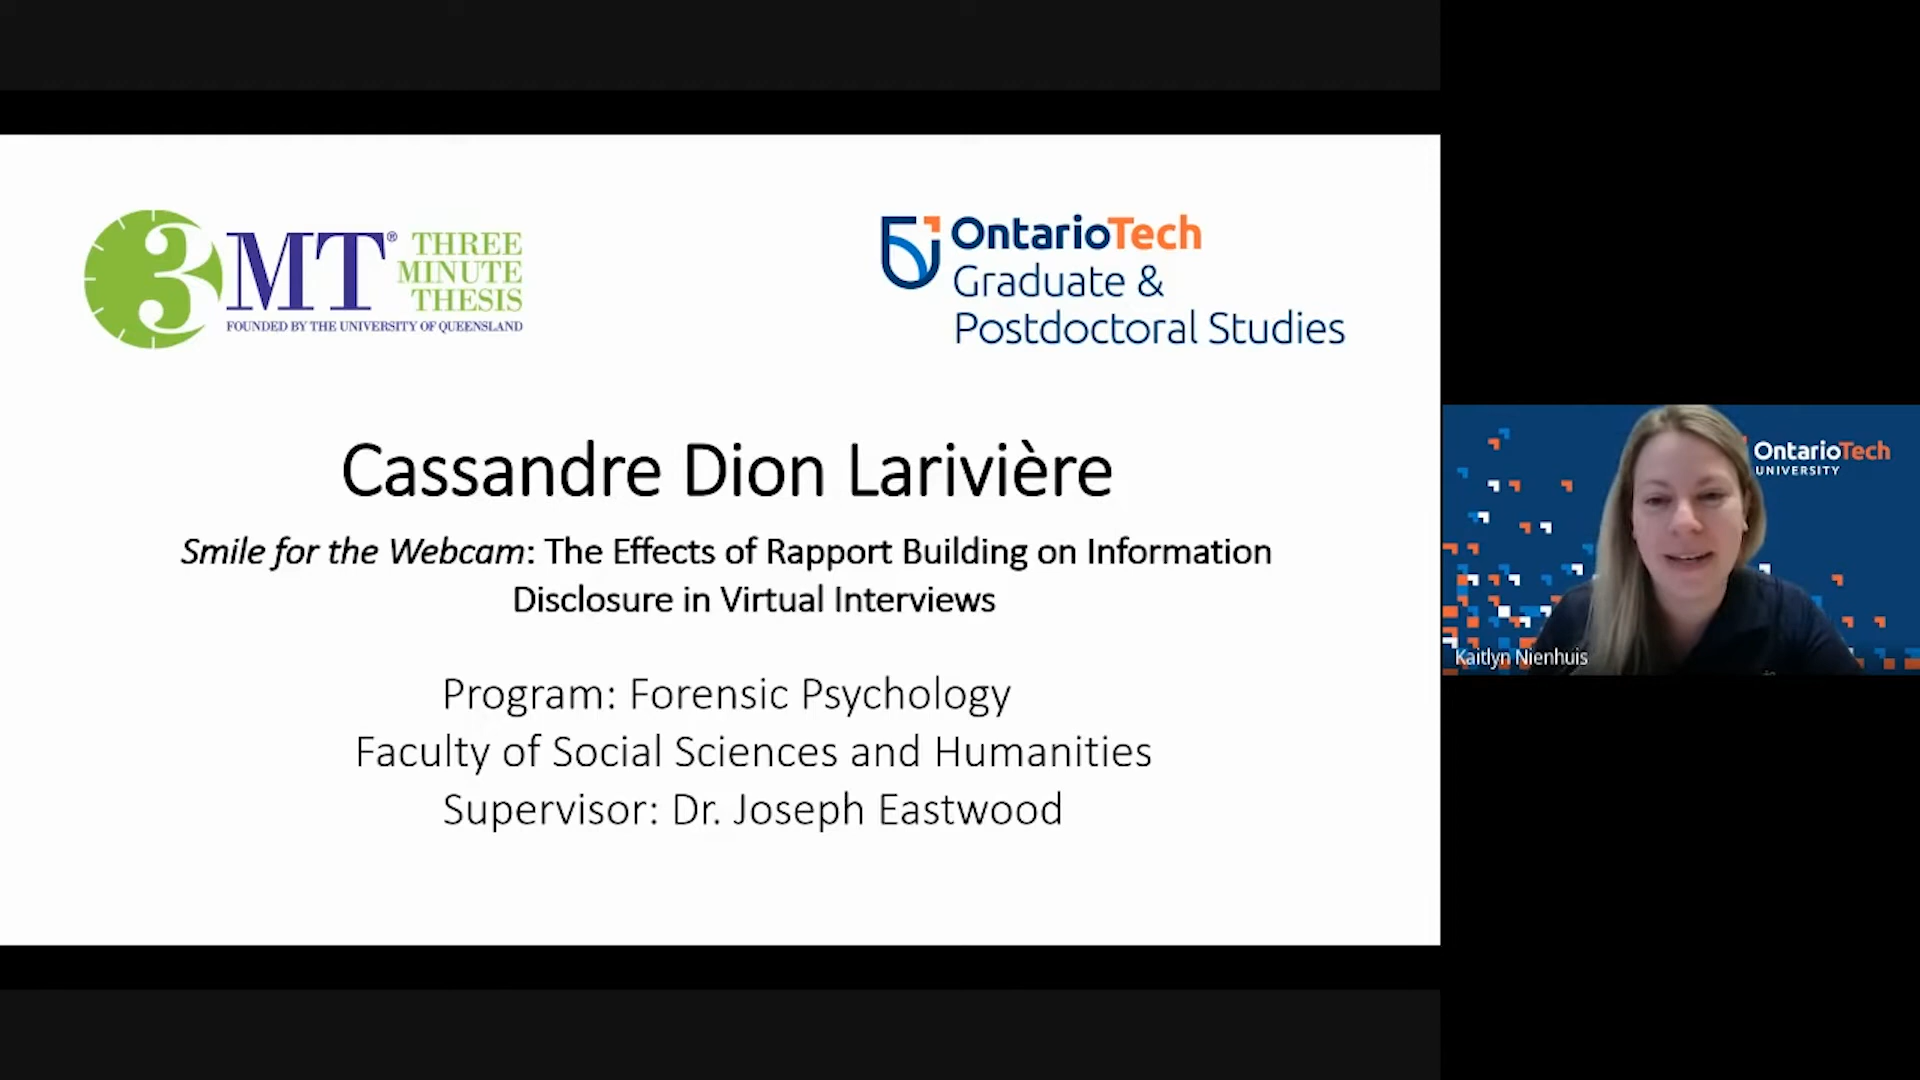 3MT® THREE
MINUTE
THESIS
FOUNDED BY THE UNIVERSITY OF QUEENSLAND
OntarioTech
Graduate &
Postdoctoral Studies
Cassandre Dion Larivière
Smile for the Webcam: The Effects of Rapport Building on Information
Disclosure in Virtual Interviews
Program: Forensic Psychology
Faculty of Social Sciences and Humanities
Supervisor: Dr. Joseph Eastwood
OntarioTech
UNIVERSITY
Kaitlyn Nienhuis